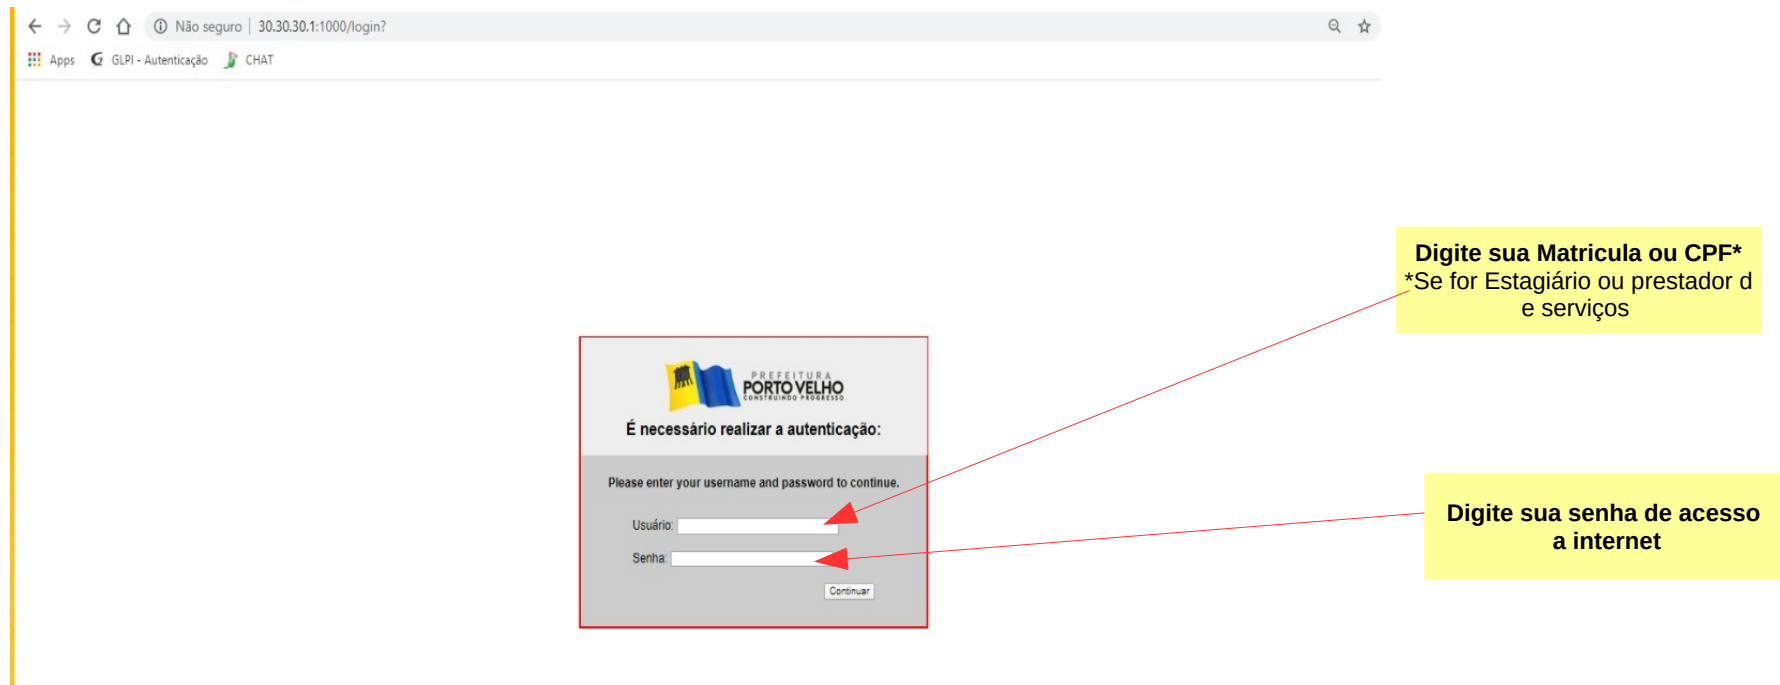 Não seguro | 30.30.30.1:1000/login?
Apps GLPI - Autenticação CHAT
Digite sua Matricula ou CPF*
*Se for Estagiário ou prestador d
e serviços
PREFEITURA
PORTO VELHO
CONSTRUINDO PROGRESSO
É necessário realizar a autenticação:
Please enter your username and password to continue.
Usuário:
Senha:
Continuar
Digite sua senha de acesso
a internet